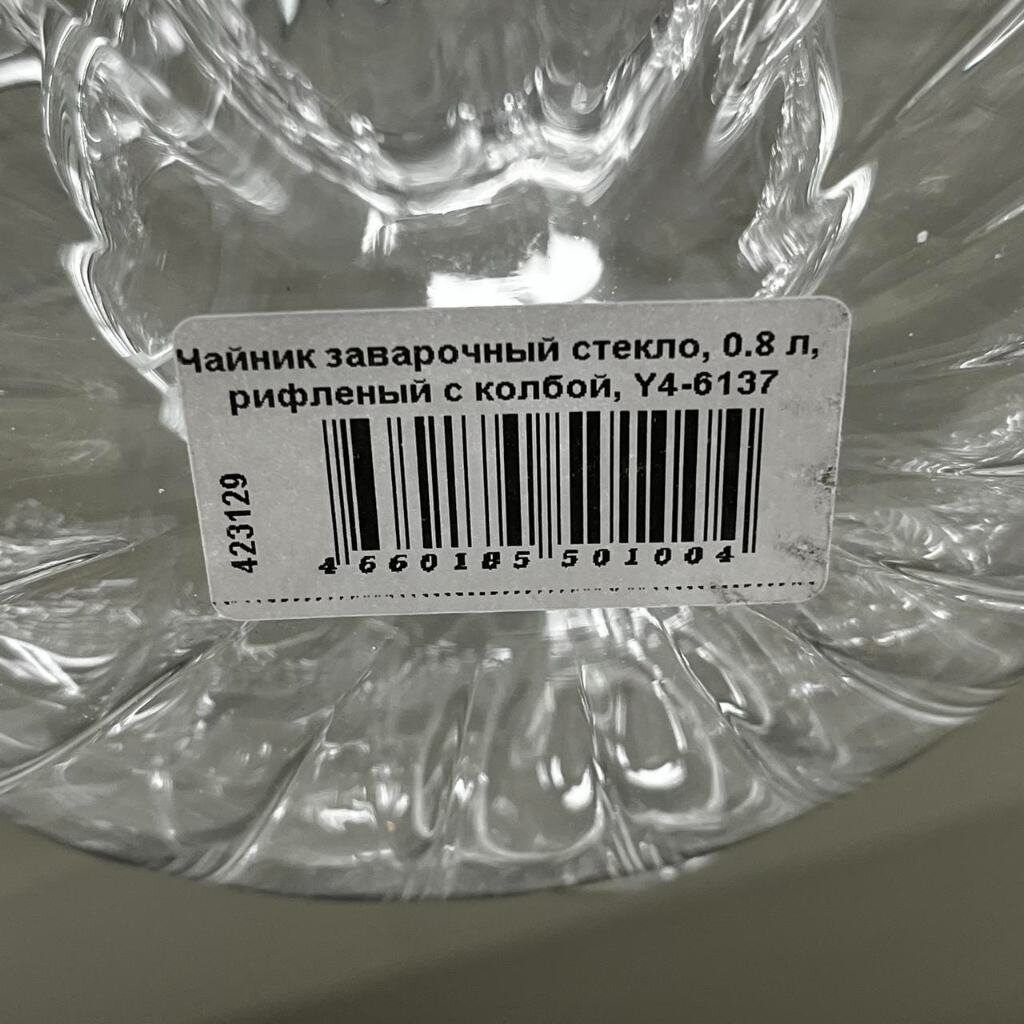 Чайник заварочный стекло, 0.8 л,
рифленый с колбой, Y4-6137
423129
4 660185 501004